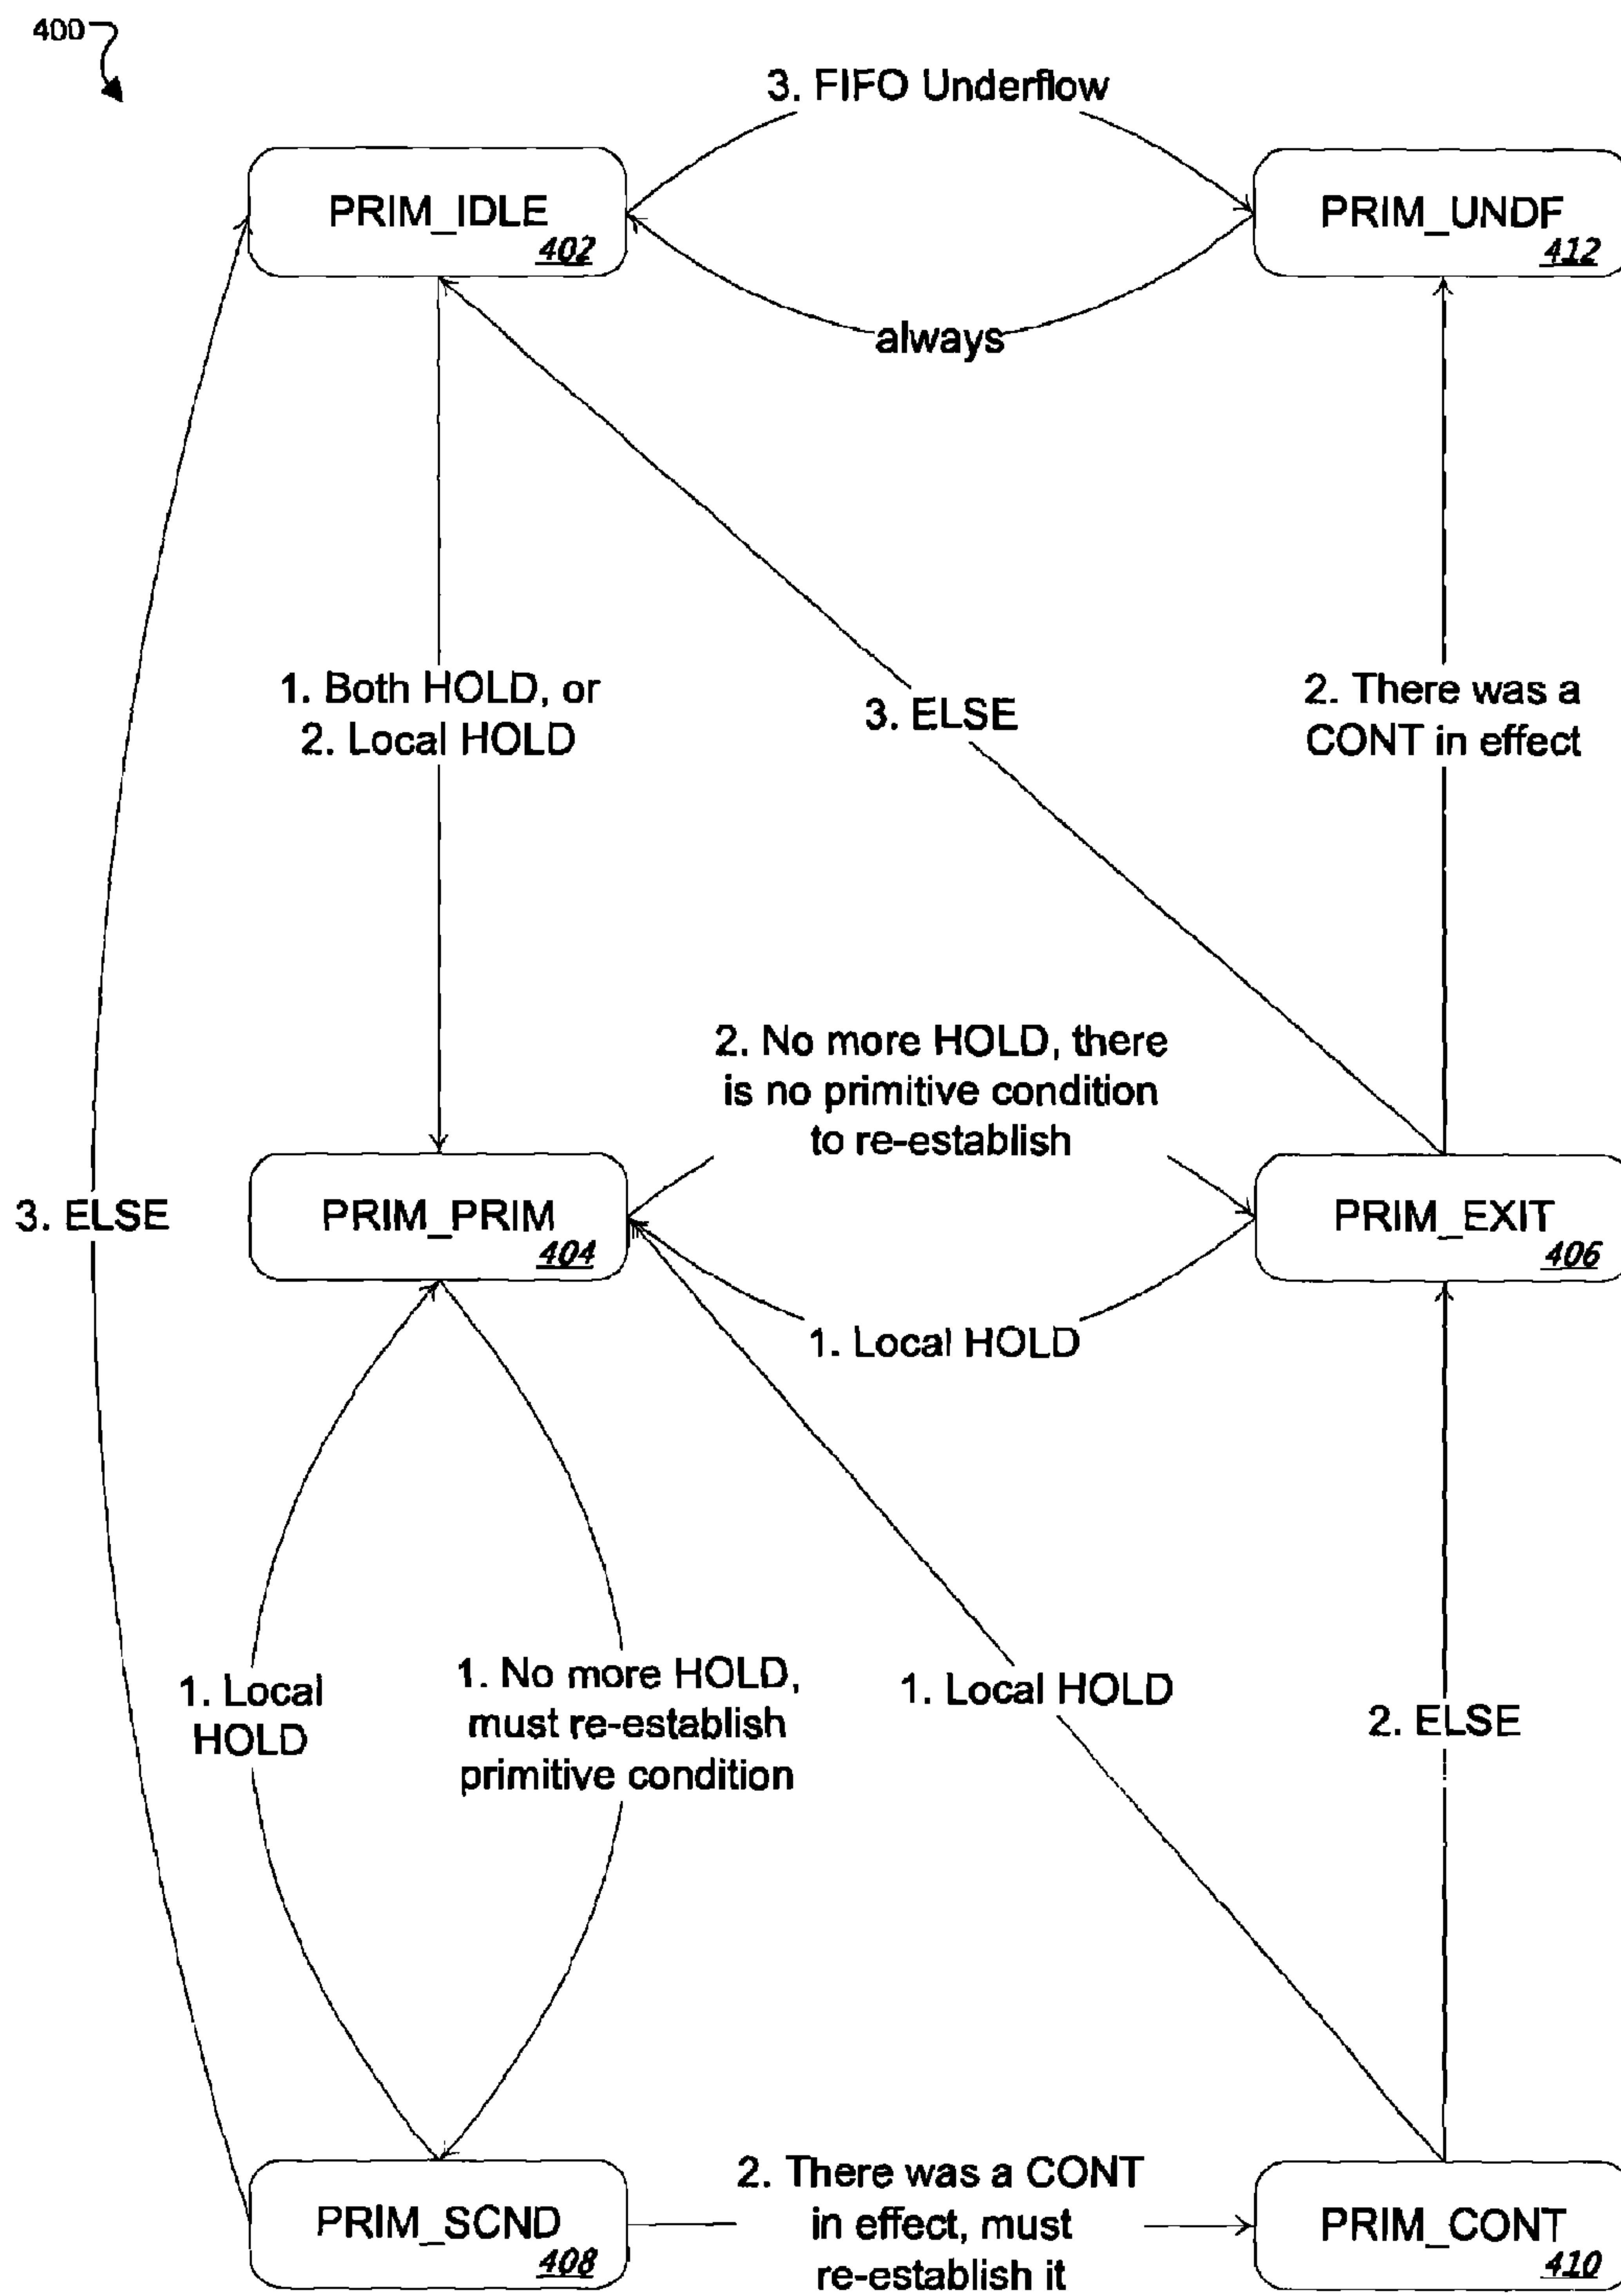 400
3. FIFO Underflow
PRIM_IDLE
402
PRIM_UNDF
412
always
1. Both HOLD, or
2. Local HOLD
3. ELSE
2. There was a
CONT in effect
2. No more HOLD, there
is no primitive condition
to re-establish
3. ELSE
PRIM_PRIM
404
PRIM_EXIT
406
1. Local HOLD
1. Local
HOLD
1. No more HOLD,
must re-establish
primitive condition
1. Local HOLD
2. ELSE
PRIM_SCND
408
2. There was a CONT
in effect, must
re-establish it
PRIM_CONT
410